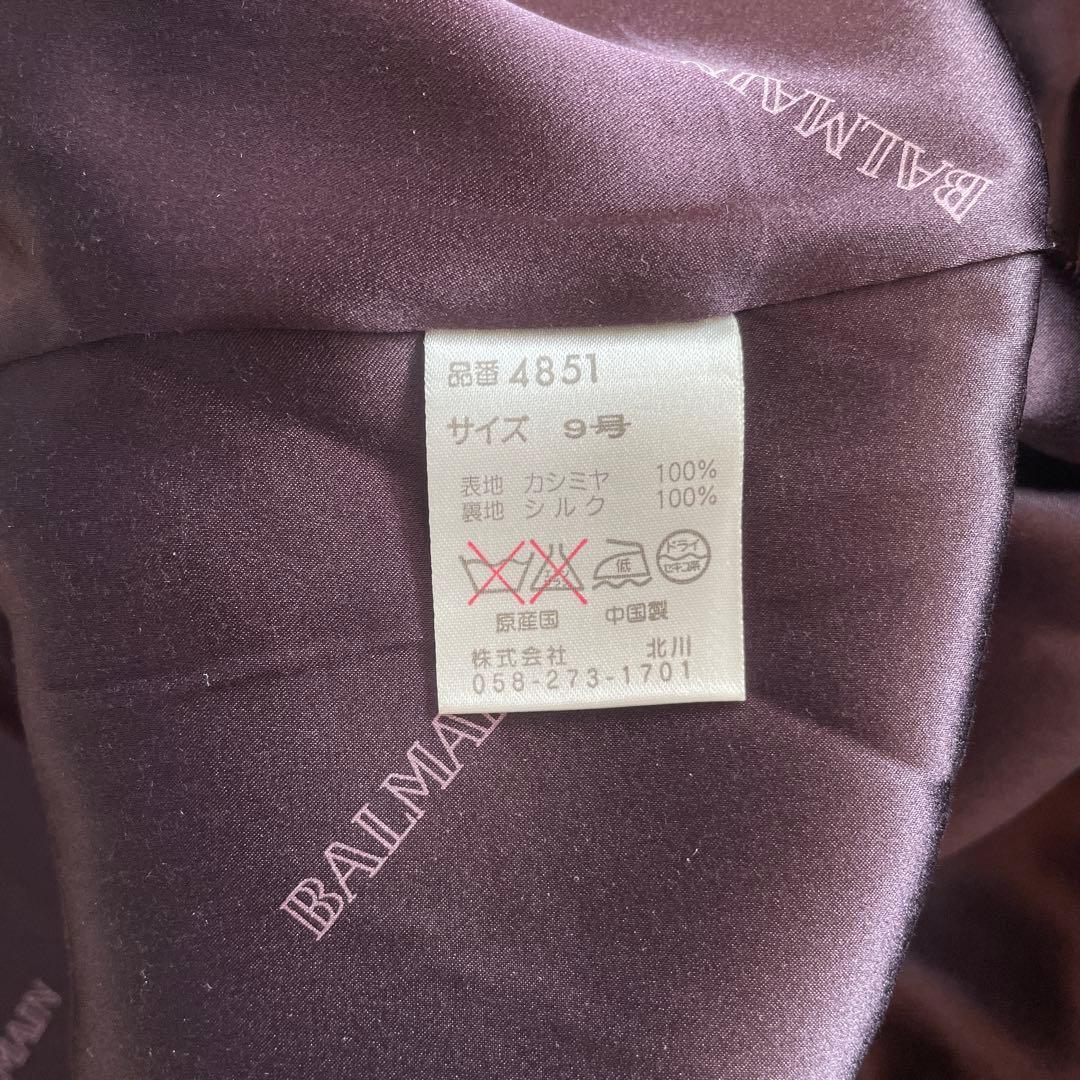 BALMAIN
品番 4851
サイズ 9号
表地 カシミヤ 100%
裏地 シルク 100%
低
ドライ
セキユ系
原産国 中国製
株式会社 北川
058-273-1701
BALMA
MAIN